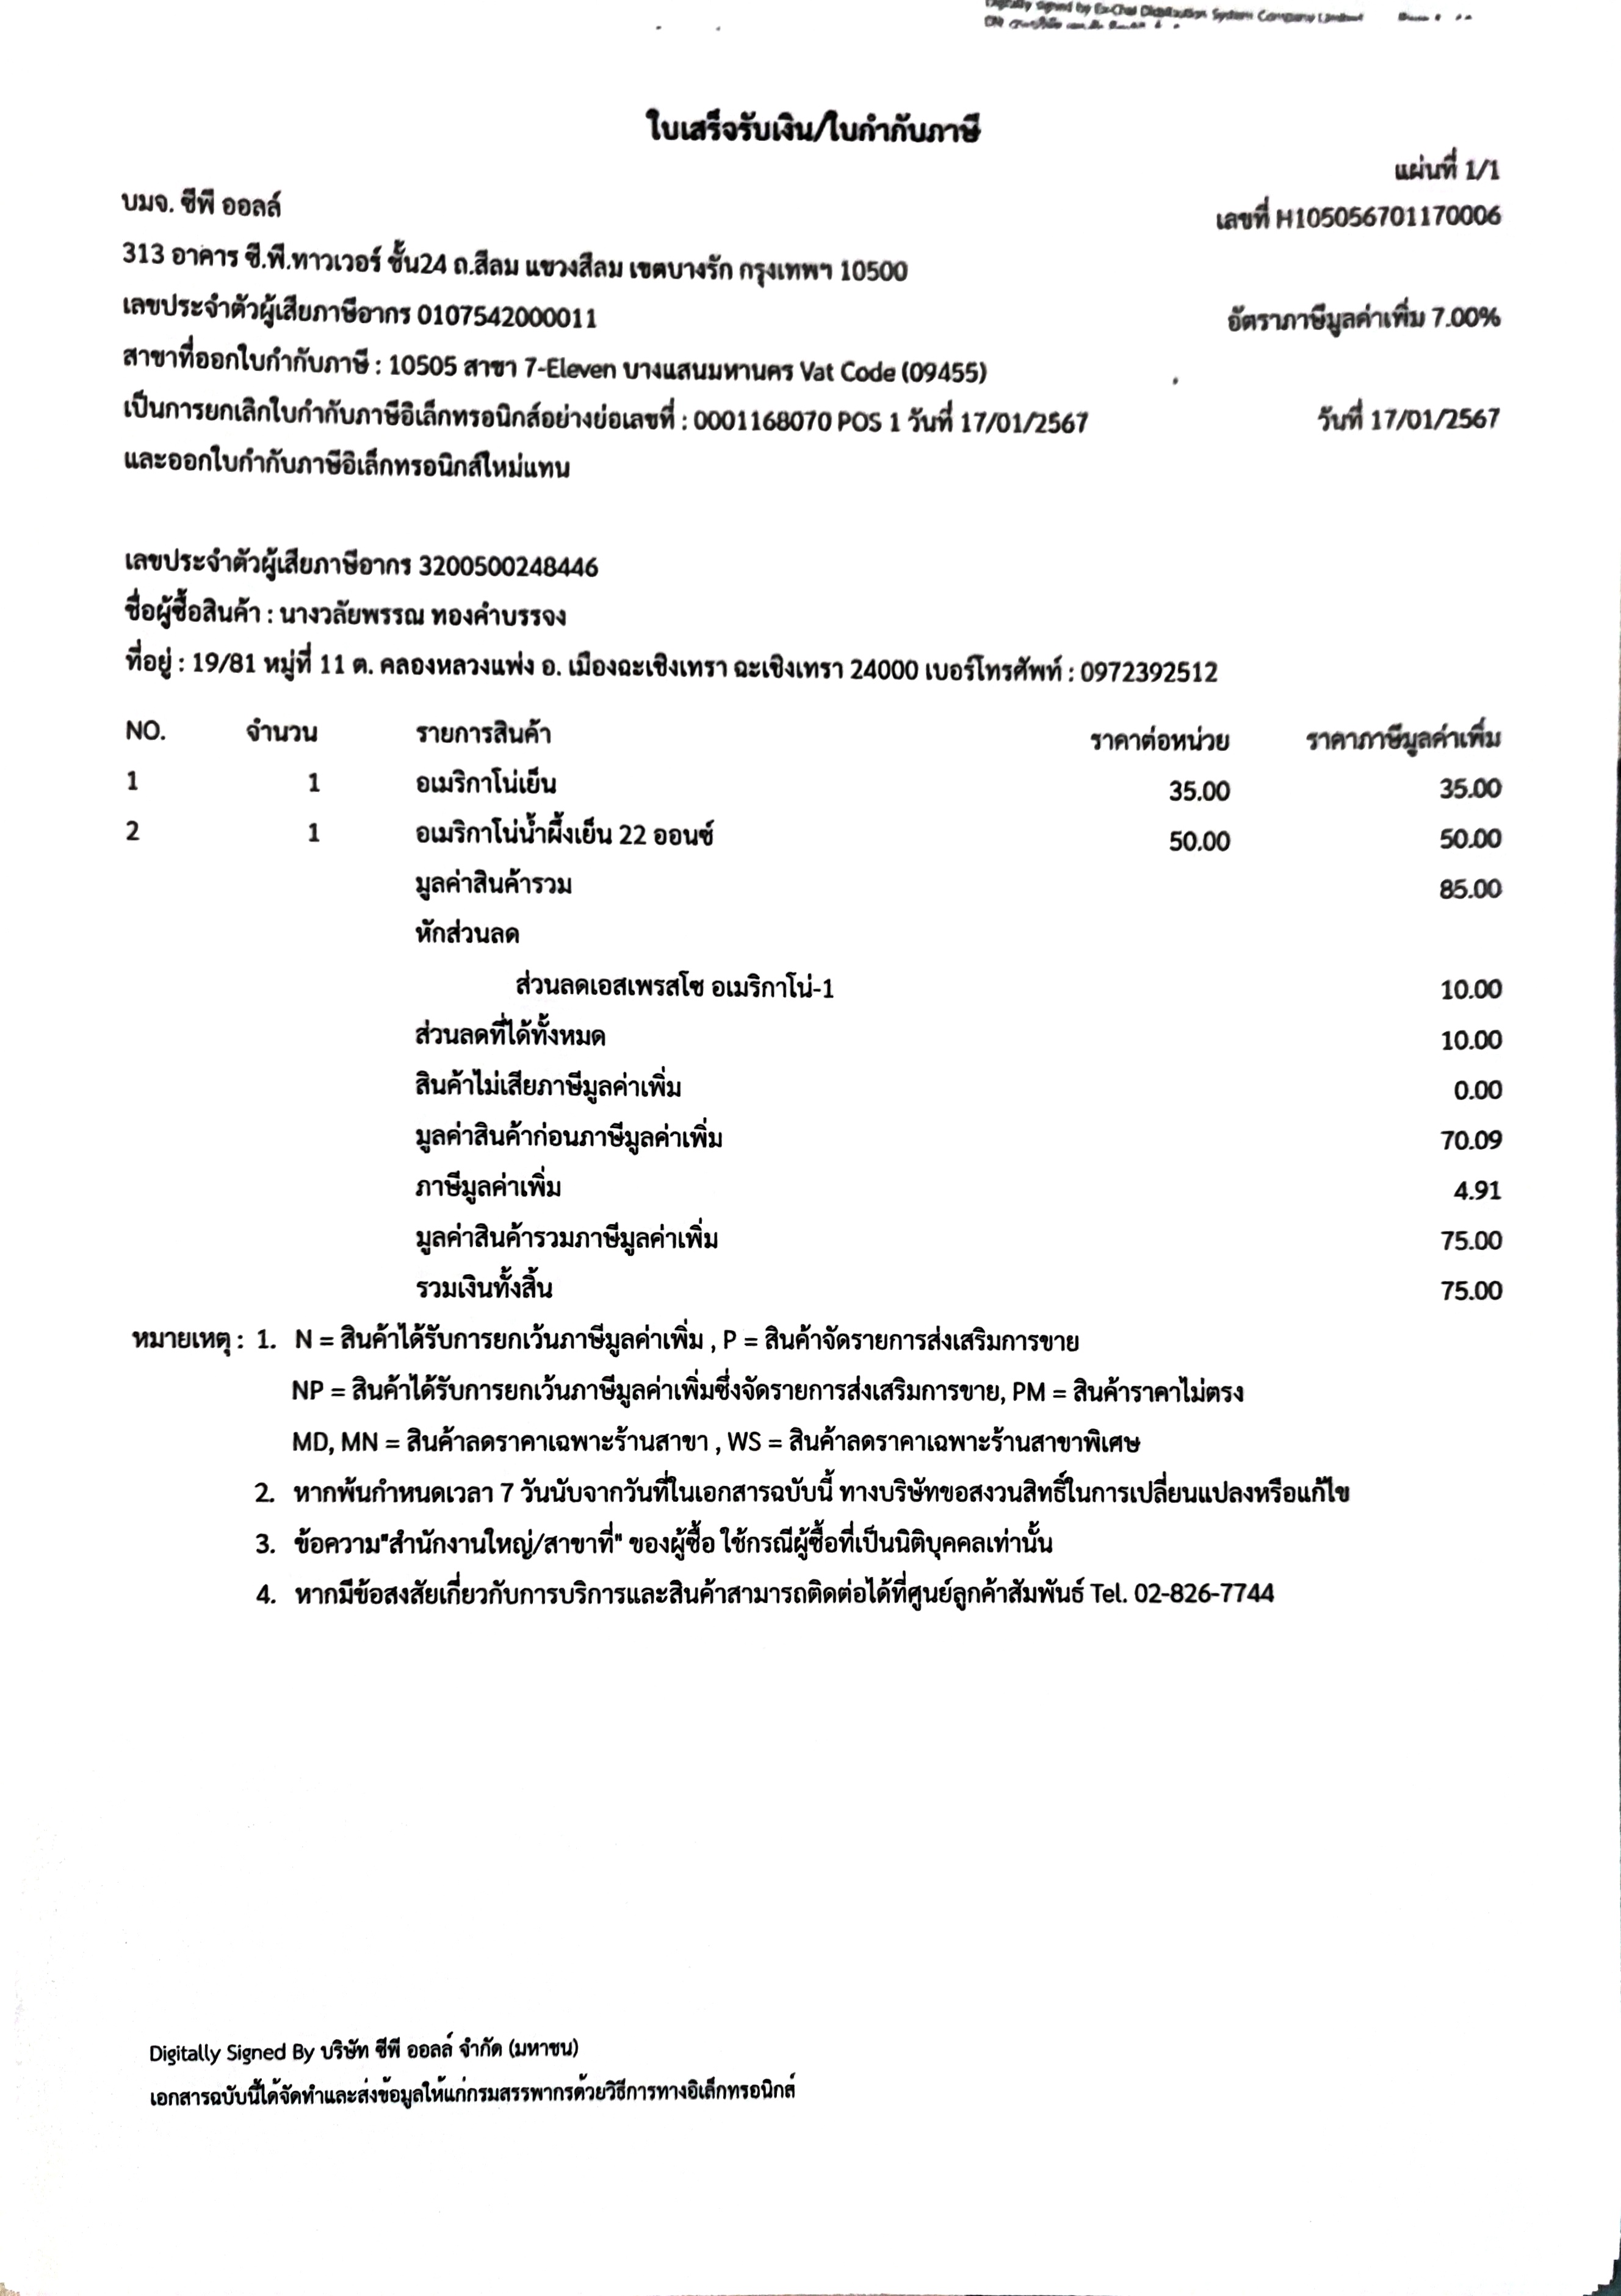 Digitally signed by Ek-Chai Distribution System Company Limited
ใบเสร็จรับเงิน/ใบกำกับภาษี
แผ่นที่ 1/1
บมจ. ซีพี ออลล์
เลขที่ H105056701170006
313 อาคาร ซี.พี.ทาวเวอร์ ชั้น24 ถ.สีลม แขวงสีลม เขตบางรัก กรุงเทพฯ 10500
เลขประจำตัวผู้เสียภาษีอากร 0107542000011 อัตราภาษีมูลค่าเพิ่ม 7.00%
สาขาที่ออกใบกำกับภาษี : 10505 สาขา 7-Eleven บางแสนมหานคร Vat Code (09455)
เป็นการยกเลิกใบกำกับภาษีอิเล็กทรอนิกส์อย่างย่อเลขที่ : 0001168070 POS 1 วันที่ 17/01/2567 วันที่ 17/01/2567
และออกใบกำกับภาษีอิเล็กทรอนิกส์ใหม่แทน
เลขประจำตัวผู้เสียภาษีอากร 3200500248446
ชื่อผู้ซื้อสินค้า : นางวลัยพรรณ ทองคำบรรจง
ที่อยู่ : 19/81 หมู่ที่ 11 ต. คลองหลวงแพ่ง อ. เมืองฉะเชิงเทรา ฉะเชิงเทรา 24000 เบอร์โทรศัพท์ : 0972392512
NO. จำนวน รายการสินค้า ราคาต่อหน่วย ราคาภาษีมูลค่าเพิ่ม
1 1 อเมริกาโน่เย็น 35.00 35.00
2 1 อเมริกาโน่น้ำผึ้งเย็น 22 ออนซ์ 50.00 50.00
มูลค่าสินค้ารวม 85.00
หักส่วนลด
ส่วนลดเอสเพรสโซ อเมริกาโน่-1 10.00
ส่วนลดที่ได้ทั้งหมด 10.00
สินค้าไม่เสียภาษีมูลค่าเพิ่ม 0.00
มูลค่าสินค้าก่อนภาษีมูลค่าเพิ่ม 70.09
ภาษีมูลค่าเพิ่ม 4.91
มูลค่าสินค้ารวมภาษีมูลค่าเพิ่ม 75.00
รวมเงินทั้งสิ้น 75.00
หมายเหตุ : 1. N = สินค้าได้รับการยกเว้นภาษีมูลค่าเพิ่ม , P = สินค้าจัดรายการส่งเสริมการขาย
NP = สินค้าได้รับการยกเว้นภาษีมูลค่าเพิ่มซึ่งจัดรายการส่งเสริมการขาย, PM = สินค้าราคาไม่ตรง
MD, MN = สินค้าลดราคาเฉพาะร้านสาขา , WS = สินค้าลดราคาเฉพาะร้านสาขาพิเศษ
2. หากพ้นกำหนดเวลา 7 วันนับจากวันที่ในเอกสารฉบับนี้ ทางบริษัทขอสงวนสิทธิ์ในการเปลี่ยนแปลงหรือแก้ไข
3. ข้อความ"สำนักงานใหญ่/สาขาที่" ของผู้ซื้อ ใช้กรณีผู้ซื้อที่เป็นนิติบุคคลเท่านั้น
4. หากมีข้อสงสัยเกี่ยวกับการบริการและสินค้าสามารถติดต่อได้ที่ศูนย์ลูกค้าสัมพันธ์ Tel. 02-826-7744
Digitally Signed By บริษัท ซีพี ออลล์ จำกัด (มหาชน)
เอกสารฉบับนี้ได้จัดทำและส่งข้อมูลให้แก่กรมสรรพากรด้วยวิธีการทางอิเล็กทรอนิกส์